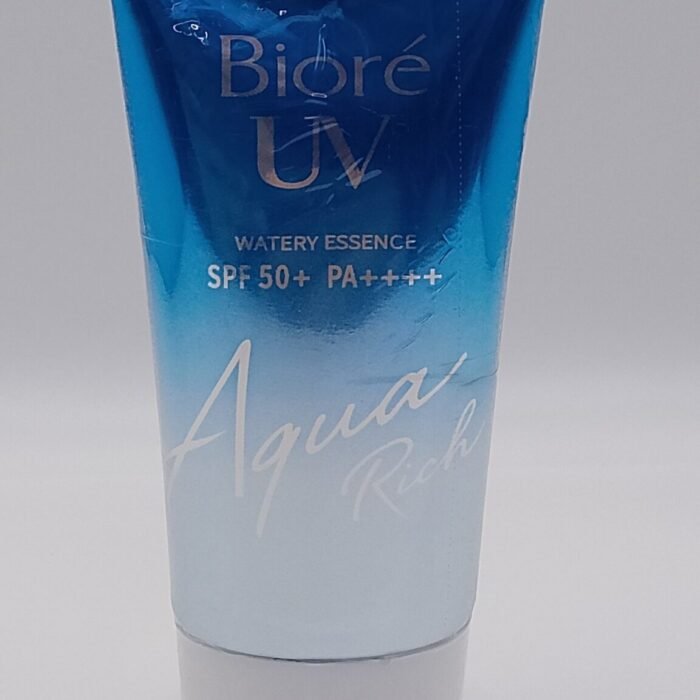 Bioré
UV
WATERY ESSENCE
SPF 50+ PA++++
Aqua
Rich